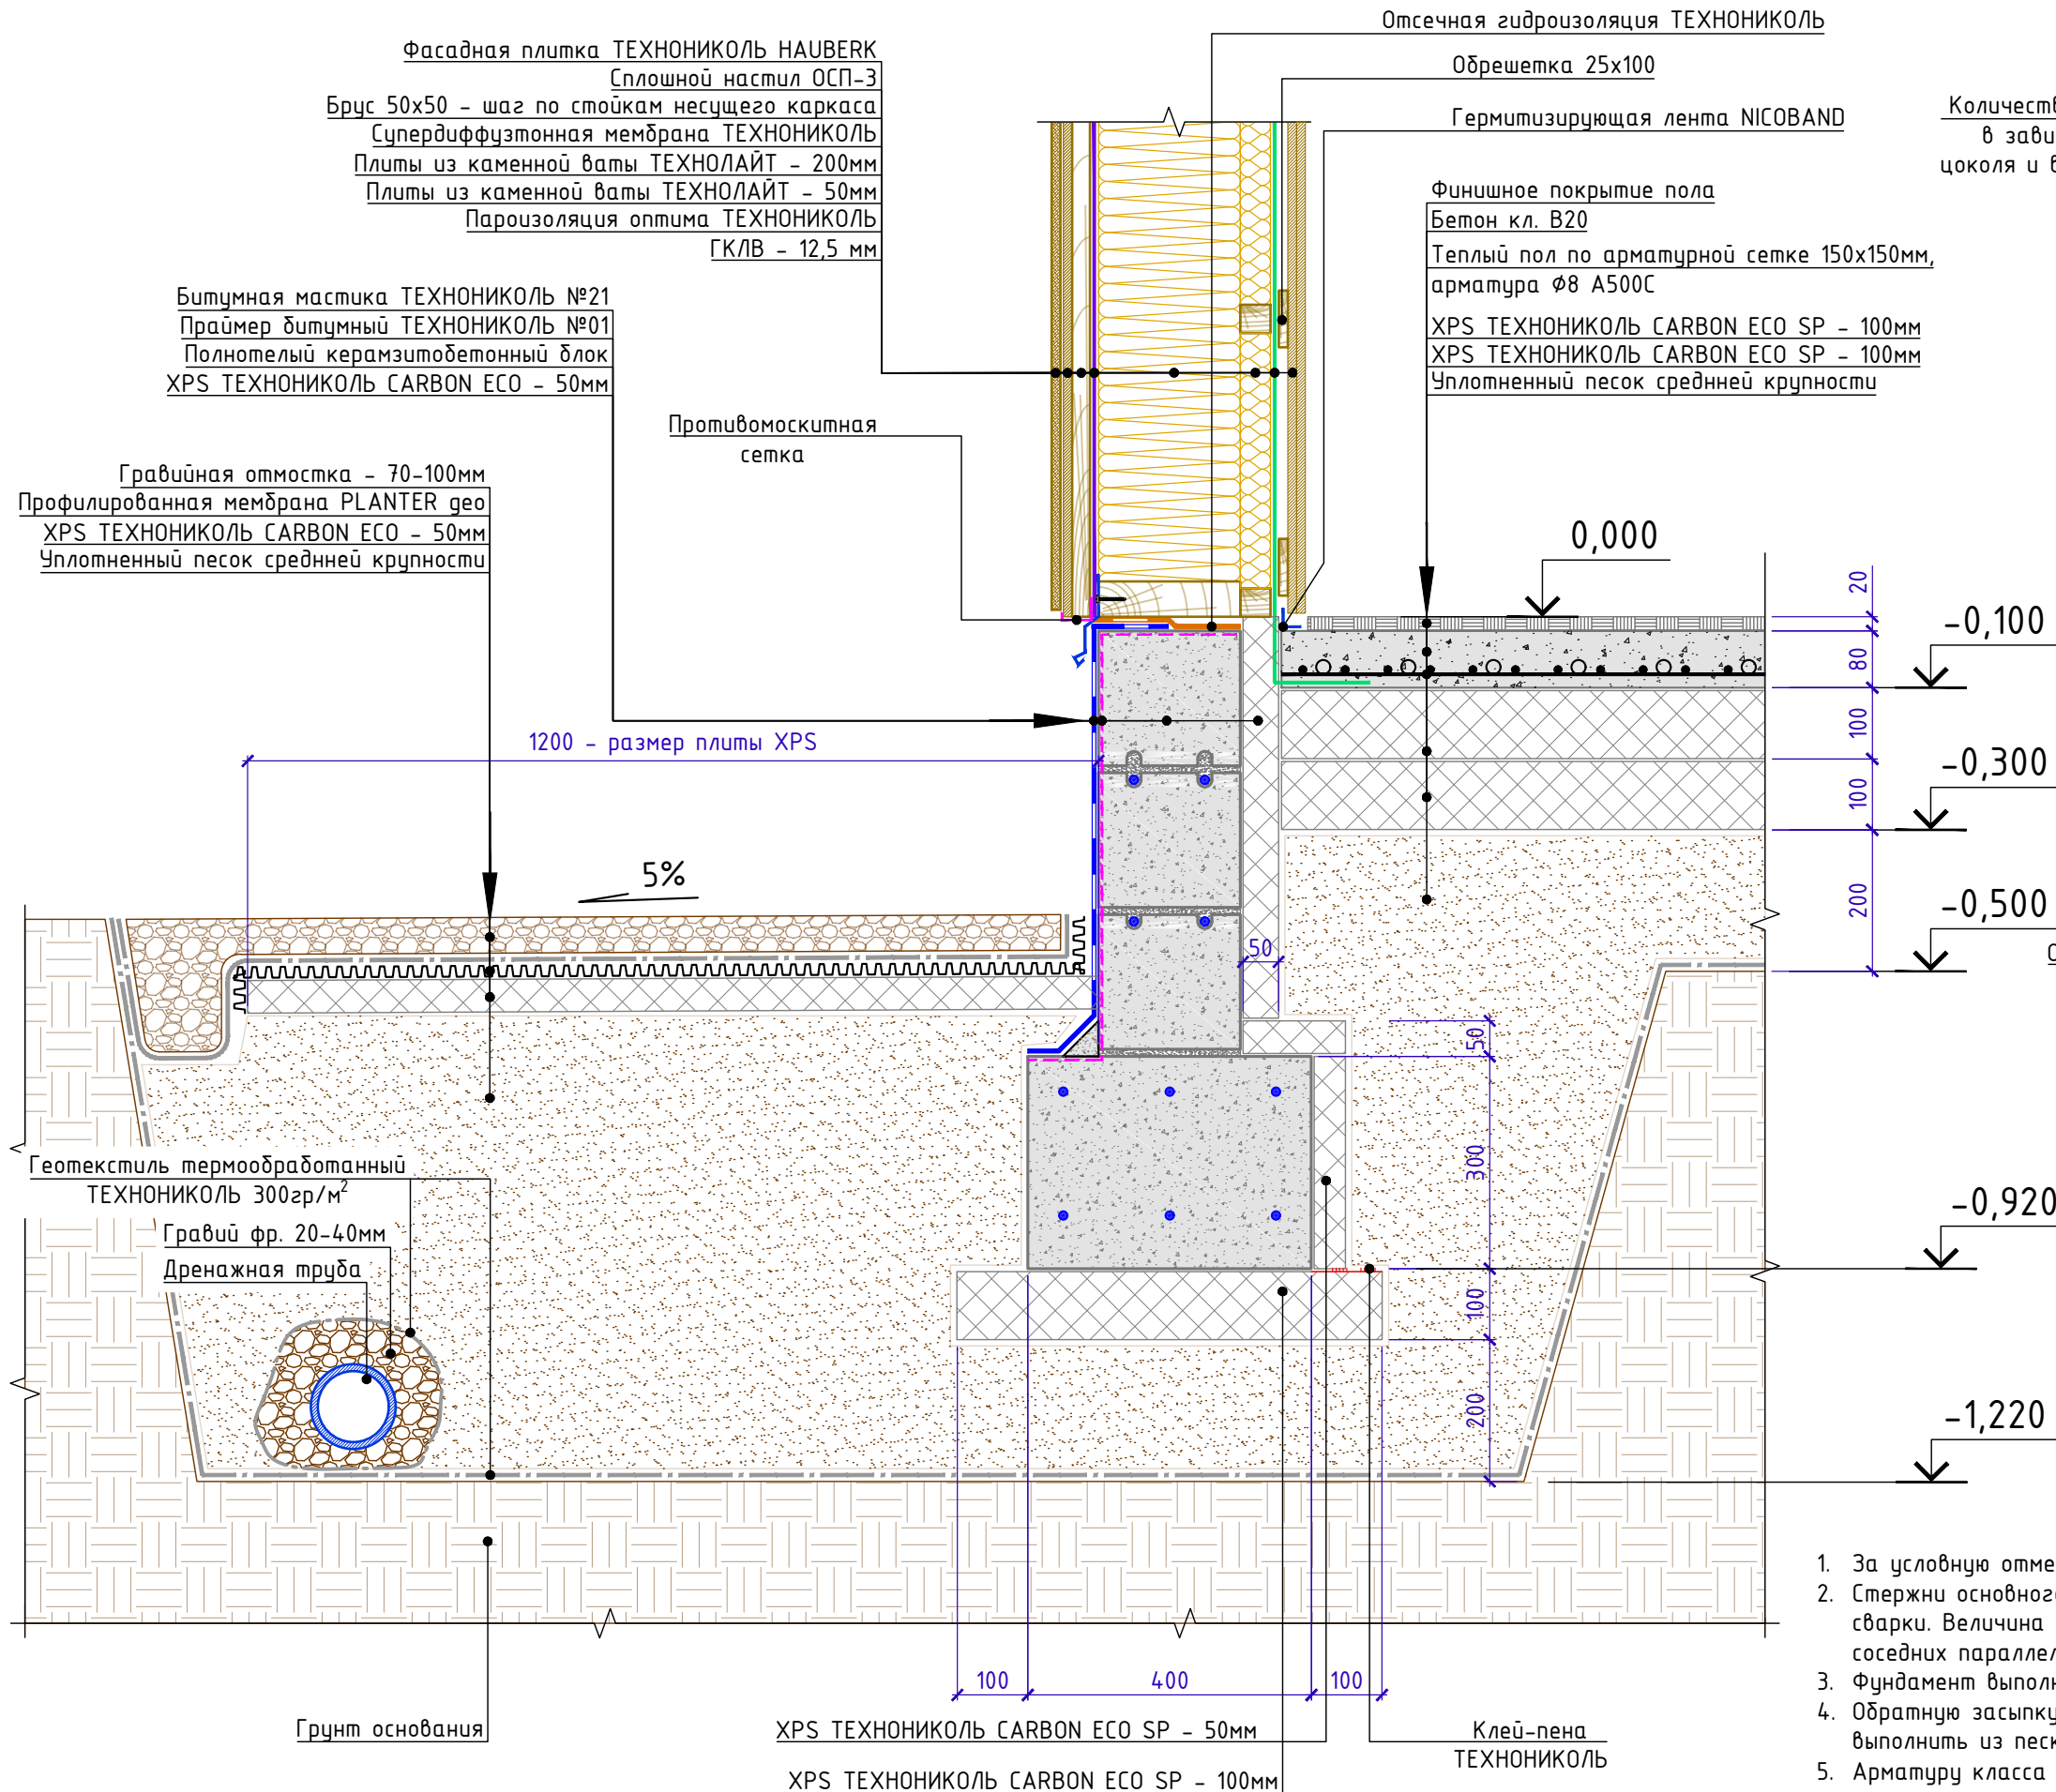 Отсечная гидроизоляция ТЕХНОНИКОЛЬ
Обрешетка 25х100
Гермитизирующая лента NICOBAND
Фасадная плитка ТЕХНОНИКОЛЬ HAUBERK
Сплошной настил ОСП-3
Брус 50х50 - шаг по стойкам несущего каркаса
Супердиффузтонная мембрана ТЕХНОНИКОЛЬ
Плиты из каменной ваты ТЕХНОЛАЙТ - 200мм
Плиты из каменной ваты ТЕХНОЛАЙТ - 50мм
Пароизоляция оптима ТЕХНОНИКОЛЬ
ГКЛВ - 12,5 мм
в зави
цоколя и в
Финишное покрытие пола
Бетон кл. В20
Теплый пол по арматурной сетке 150х150мм,
арматура Ф8 А500С
XPS ТЕХНОНИКОЛЬ CARBON ECO SP - 100мм
XPS ТЕХНОНИКОЛЬ CARBON ECO SP - 100мм
Уплотненный песок средней крупности
Битумная мастика ТЕХНОНИКОЛЬ №21
Праймер битумный ТЕХНОНИКОЛЬ №01
Полнотелый керамзитобетонный блок
XPS ТЕХНОНИКОЛЬ CARBON ECO - 50мм
Противомоскитная
сетка
Гравийная отмостка - 70-100мм
Профилированная мембрана PLANTER geo
XPS ТЕХНОНИКОЛЬ CARBON ECO - 50мм
Уплотненный песок средней крупности
0,000
20
-0,100
80
1200 - размер плиты XPS
100
-0,300
100
5%
200
-0,500
50
50
300
Геотекстиль термообработанный
ТЕХНОНИКОЛЬ 300гр/м²
-0,920
Гравий фр. 20-40мм
Дренажная труба
100
200
-1,220
1. За условную отме
2. Стержни основного
сварки. Величина
соседних параллел
3. Фундамент выполн
4. Обратную засыпку
выполнить из песк
5. Арматуру класса
100
400
100
Грунт основания
XPS ТЕХНОНИКОЛЬ CARBON ECO SP - 50мм
Клей-пена
ТЕХНОНИКОЛЬ
XPS ТЕХНОНИКОЛЬ CARBON ECO SP - 100мм